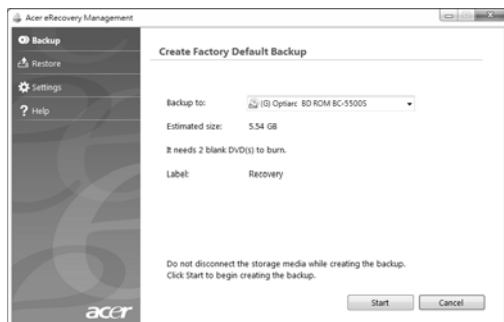 Acer eRecovery Management
Backup
Restore
Settings
Help
Create Factory Default Backup
Backup to: (G) Optiarc BD ROM BC-5500S
Estimated size: 5.54 GB
It needs 2 blank DVD(s) to burn.
Label: Recovery
Do not disconnect the storage media while creating the backup.
Click Start to begin creating the backup.
Start Cancel
acer